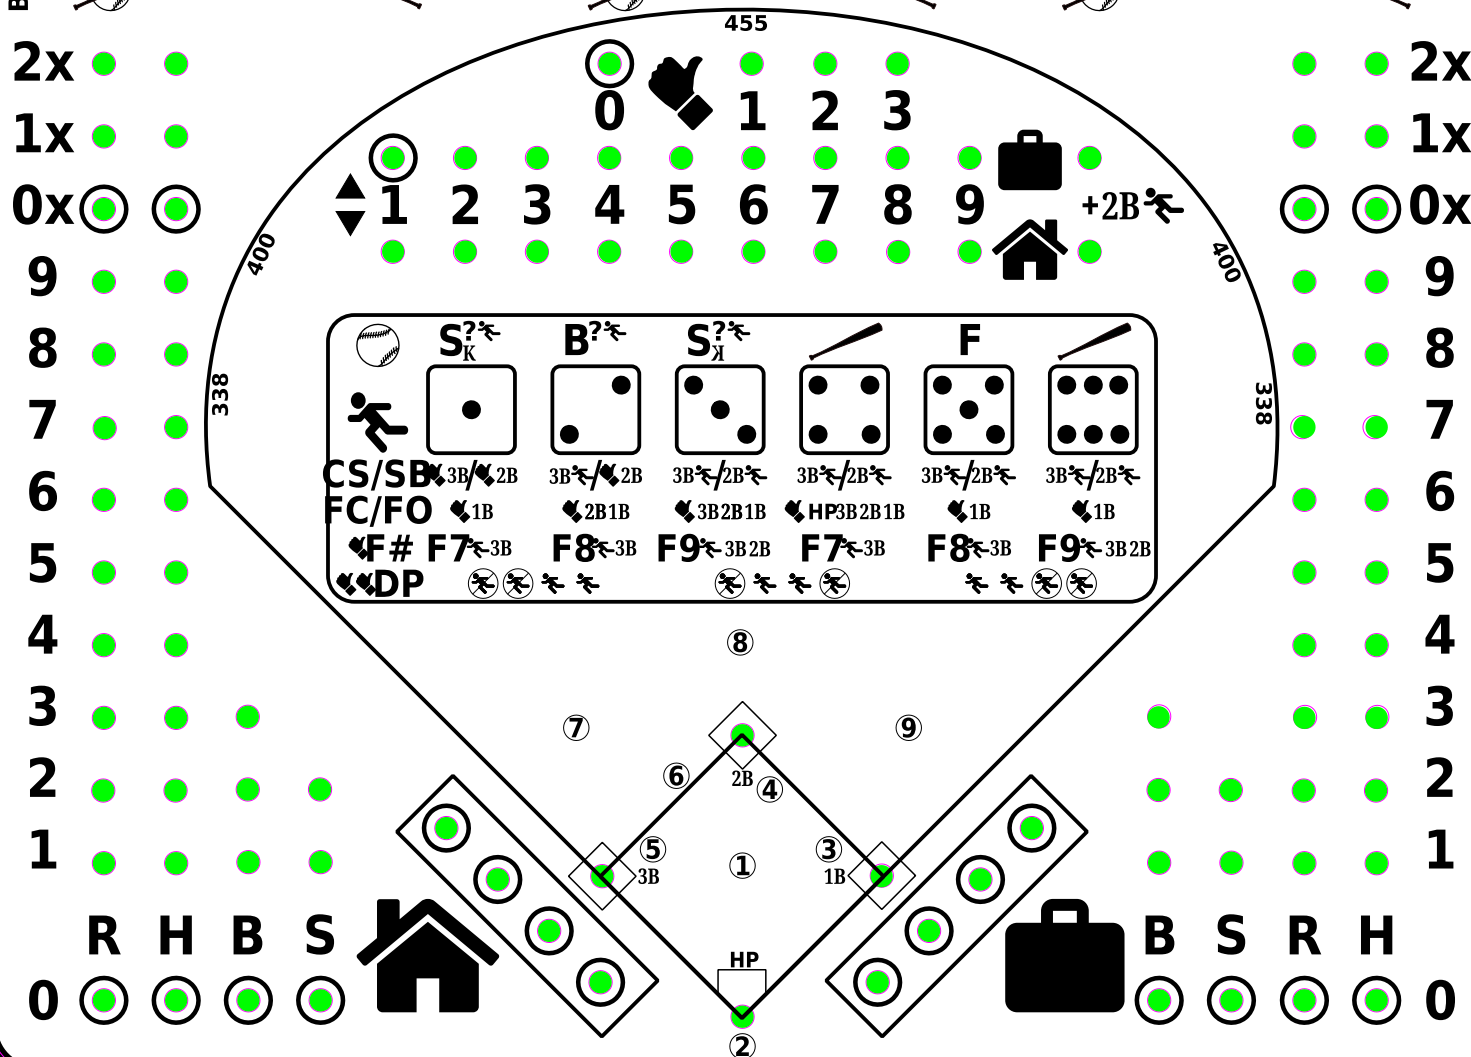 B
455
2x 2x
0 1 2 3
1x 1x
1 2 3 4 5 6 7 8 9 +2B
0x 0x
400 400
9 9
S?K B?  S?ꓘ F
8 8
338 338
7 7
CS/SB 3B/2B 3B/2B 3B/2B 3B/2B 3B/2B 3B/2B
6 6
FC/FO 1B 2B1B 3B2B1B HP3B2B1B 1B 1B
F# F7 3B F8 3B F9 3B2B F7 3B F8 3B F9 3B2B
5 5
DP
4 4
8
3 3
7 9
2 2
6 2B 4
1 1
5 3B 1 3 1B
R H B S
HP
B S R H
0 0
2